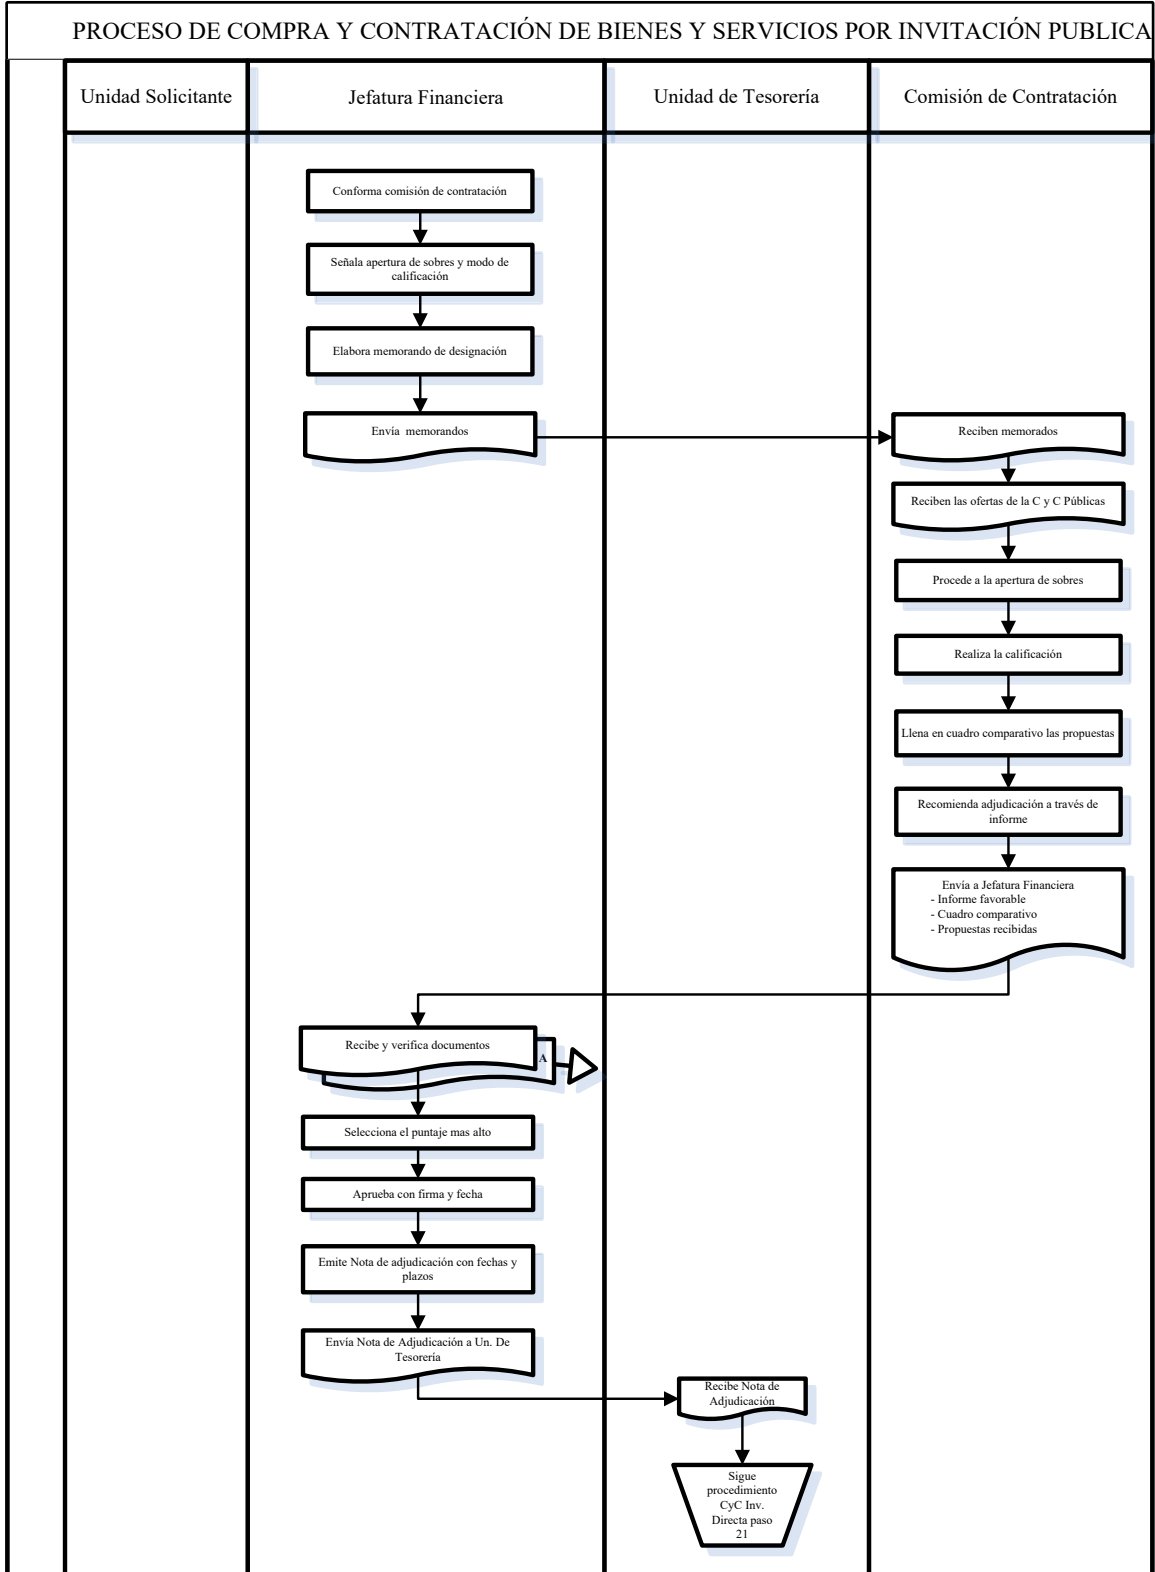 PROCESO DE COMPRA Y CONTRATACIÓN DE BIENES Y SERVICIOS POR INVITACIÓN PUBLICA
Unidad Solicitante
Jefatura Financiera
Unidad de Tesorería
Comisión de Contratación
Conforma comisión de contratación
Señala apertura de sobres y modo de
calificación
Elabora memorando de designación
Envía memorandos
Reciben memorados
Reciben las ofertas de la C y C Públicas
Procede a la apertura de sobres
Realiza la calificación
Llena en cuadro comparativo las propuestas
Recomienda adjudicación a través de
informe
Envía a Jefatura Financiera
- Informe favorable
- Cuadro comparativo
- Propuestas recibidas
Recibe y verifica documentos
A
Selecciona el puntaje mas alto
Aprueba con firma y fecha
Emite Nota de adjudicación con fechas y
plazos
Envía Nota de Adjudicación a Un. De
Tesorería
Recibe Nota de
Adjudicación
Sigue
procedimiento
CyC Inv.
Directa paso
21